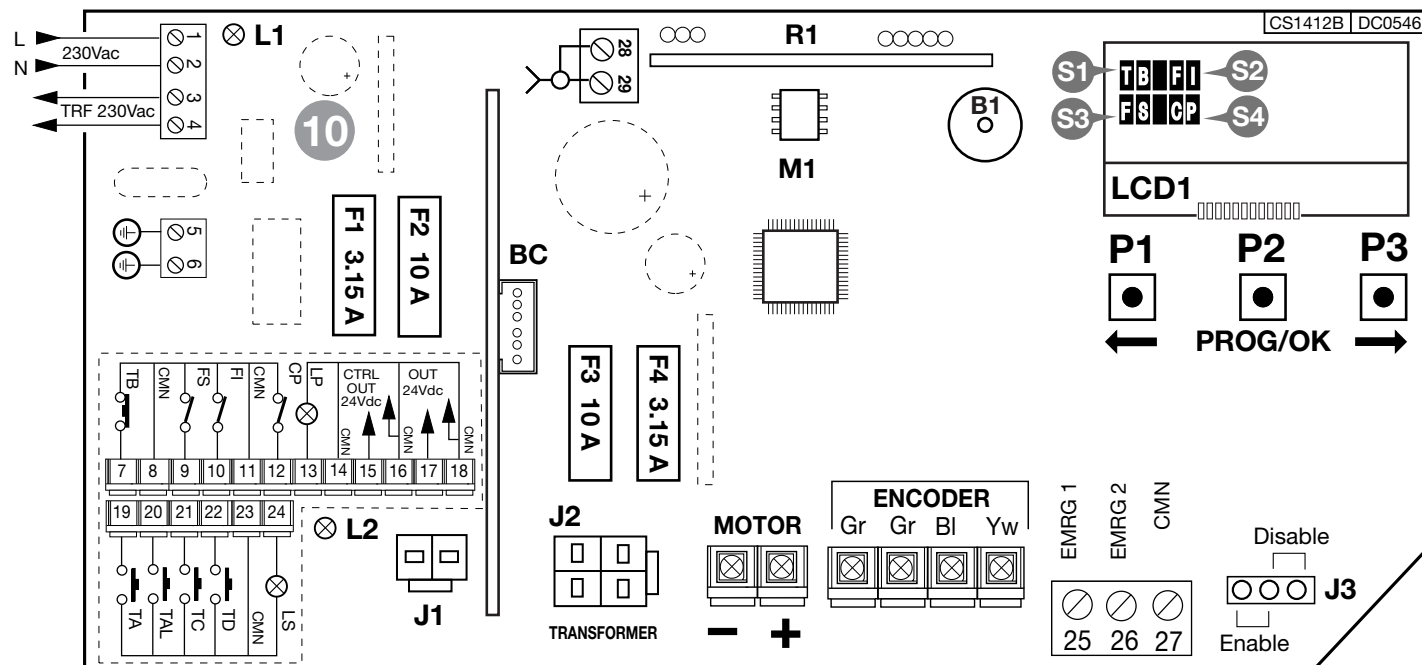 CS1412B DC0546
L 230Vac 1
N 2
TRF 230Vac 3
4
L1
10
28
29
R1
M1
B1
S1 TB FI S2
S3 FS CP S4
LCD1
P1 P2 P3
PROG/OK
5
6
F1 3.15 A
F2 10 A
BC
F3 10 A
F4 3.15 A
TB CMN FS FI CMN CP LP CTRL OUT 24Vdc OUT 24Vdc
CMN CMN CMN
7 8 9 10 11 12 13 14 15 16 17 18
19 20 21 22 23 24
TA TAL TC TD CMN LS
L2
J1
J2
TRANSFORMER
MOTOR
− +
ENCODER
Gr Gr Bl Yw
EMRG 1 EMRG 2 CMN
25 26 27
Disable
J3
Enable